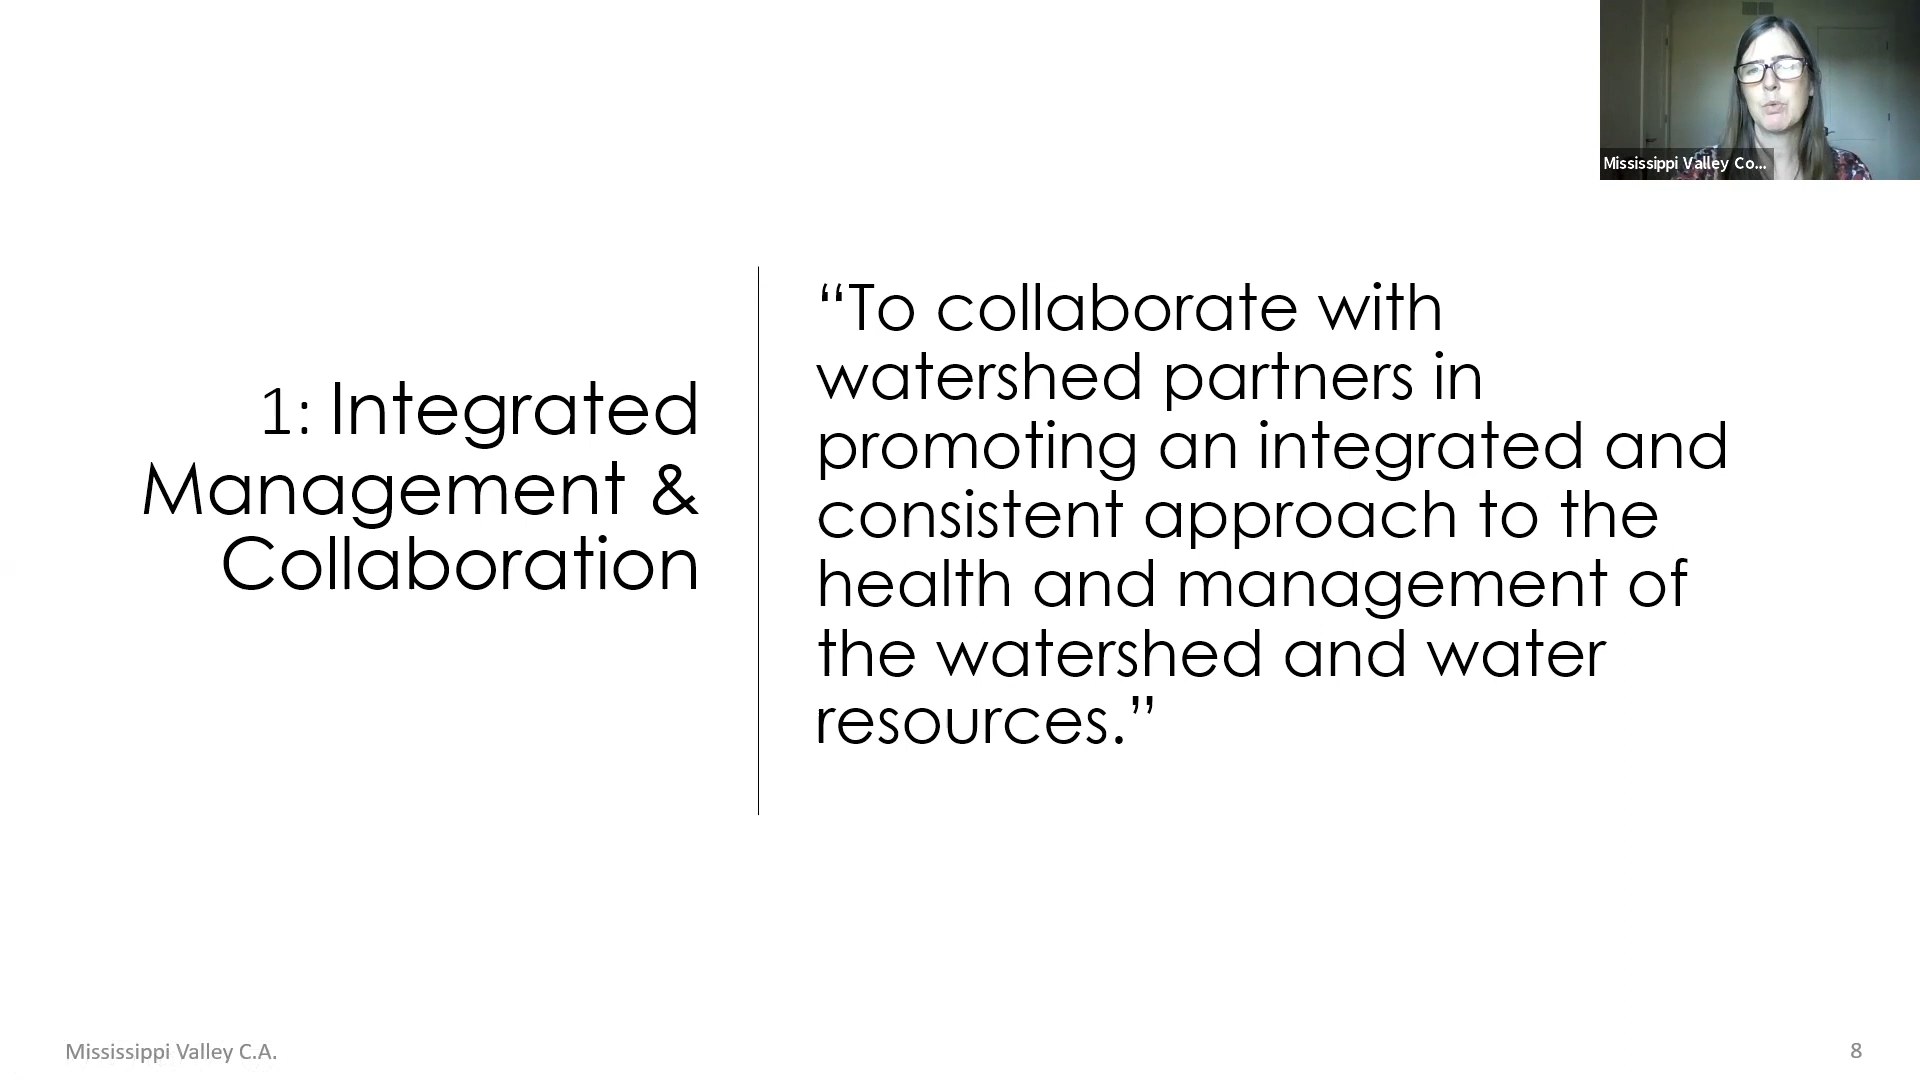 Mississippi Valley Co...
1: Integrated
Management &
Collaboration
“To collaborate with
watershed partners in
promoting an integrated and
consistent approach to the
health and management of
the watershed and water
resources.”
Mississippi Valley C.A.
8